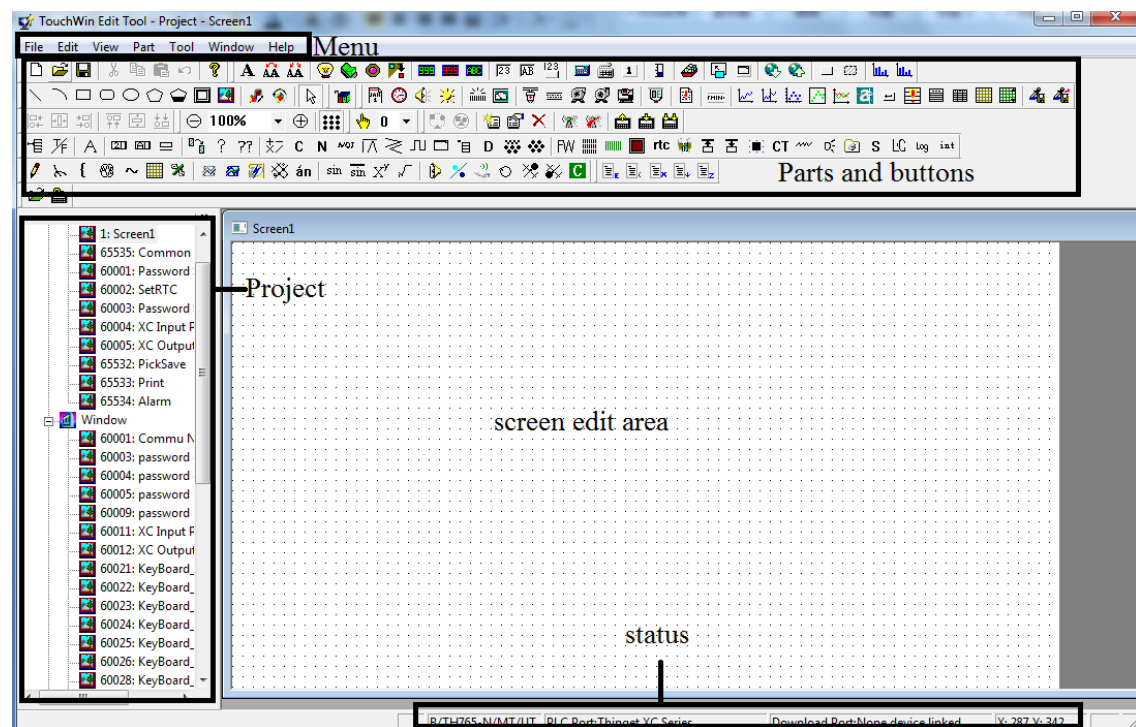 TouchWin Edit Tool - Project - Screen1
File Edit View Part Tool Window Help Menu
100% 0
A C N NOT D FW rtc CT S log int
án sin sin C Parts and buttons
Screen1
1: Screen1
65535: Common
60001: Password
60002: SetRTC
Project
60003: Password
60004: XC Input P
60005: XC Output
65532: PickSave
65533: Print
65534: Alarm
Window
screen edit area
60001: Commu N
60003: password
60004: password
60005: password
60009: password
60011: XC Input P
60012: XC Output
60021: KeyBoard_
60022: KeyBoard_
60023: KeyBoard_
60024: KeyBoard_
status
60025: KeyBoard_
60026: KeyBoard_
60028: KeyBoard_
B/TH765-N/MT/UT PLC Port:Thinget XC Series Download Port:None device linked X: 287 Y: 342